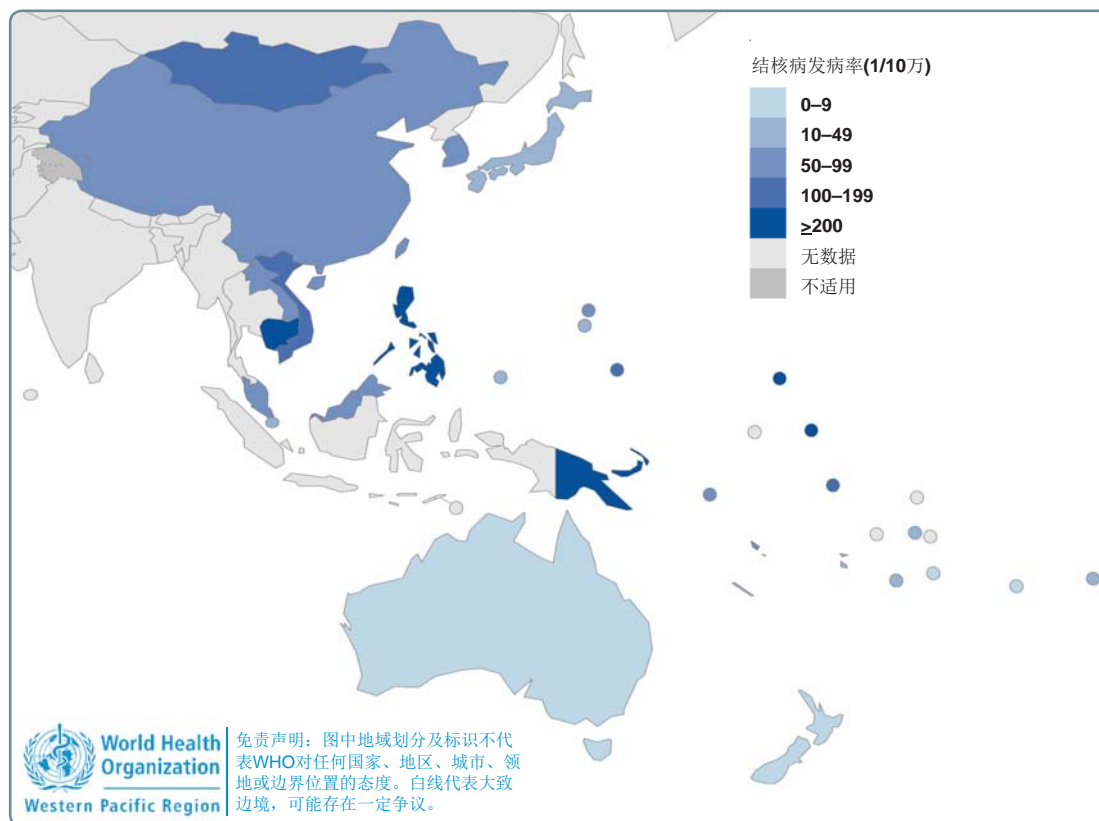 结核病发病率(1/10万)
0–9
10–49
50–99
100–199
≥200
无数据
不适用
World Health
Organization
Western Pacific Region
免责声明：图中地域划分及标识不代
表WHO对任何国家、地区、城市、领
地或边界位置的态度。白线代表大致
边境，可能存在一定争议。